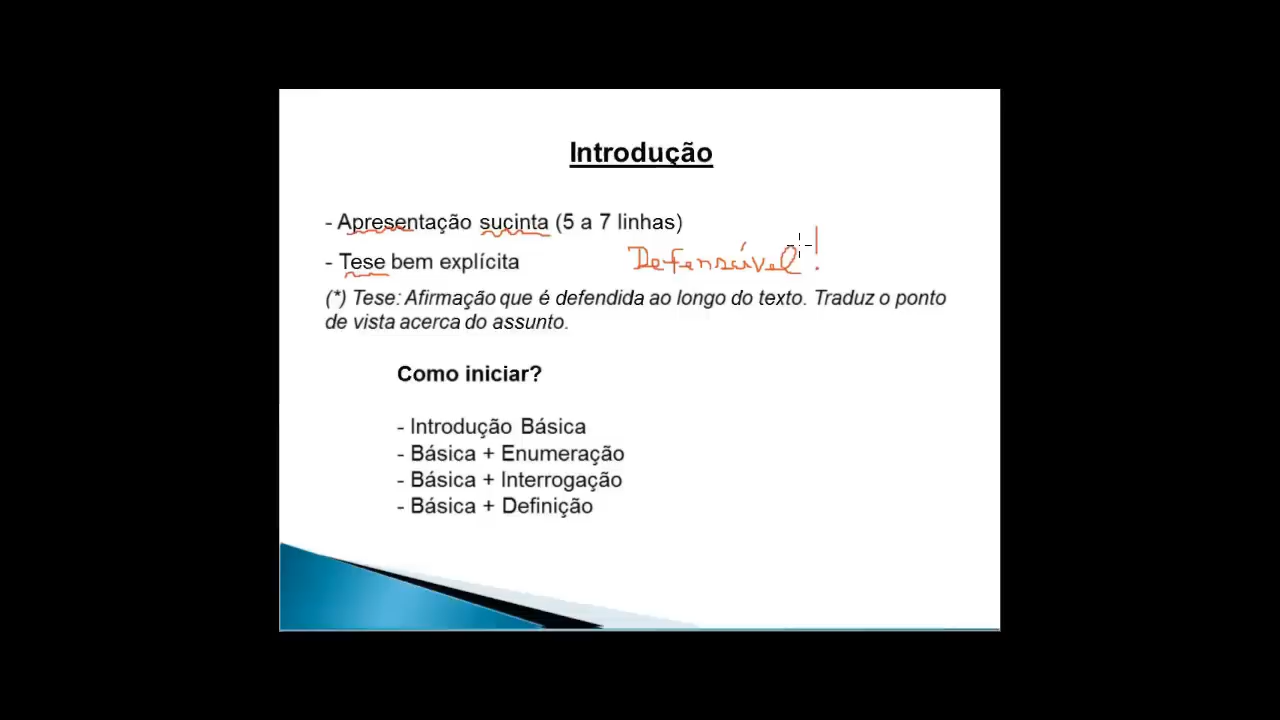 Introdução
- Apresentação sucinta (5 a 7 linhas)
- Tese bem explícita Defensável!
(*) Tese: Afirmação que é defendida ao longo do texto. Traduz o ponto
de vista acerca do assunto.
Como iniciar?
- Introdução Básica
- Básica + Enumeração
- Básica + Interrogação
- Básica + Definição